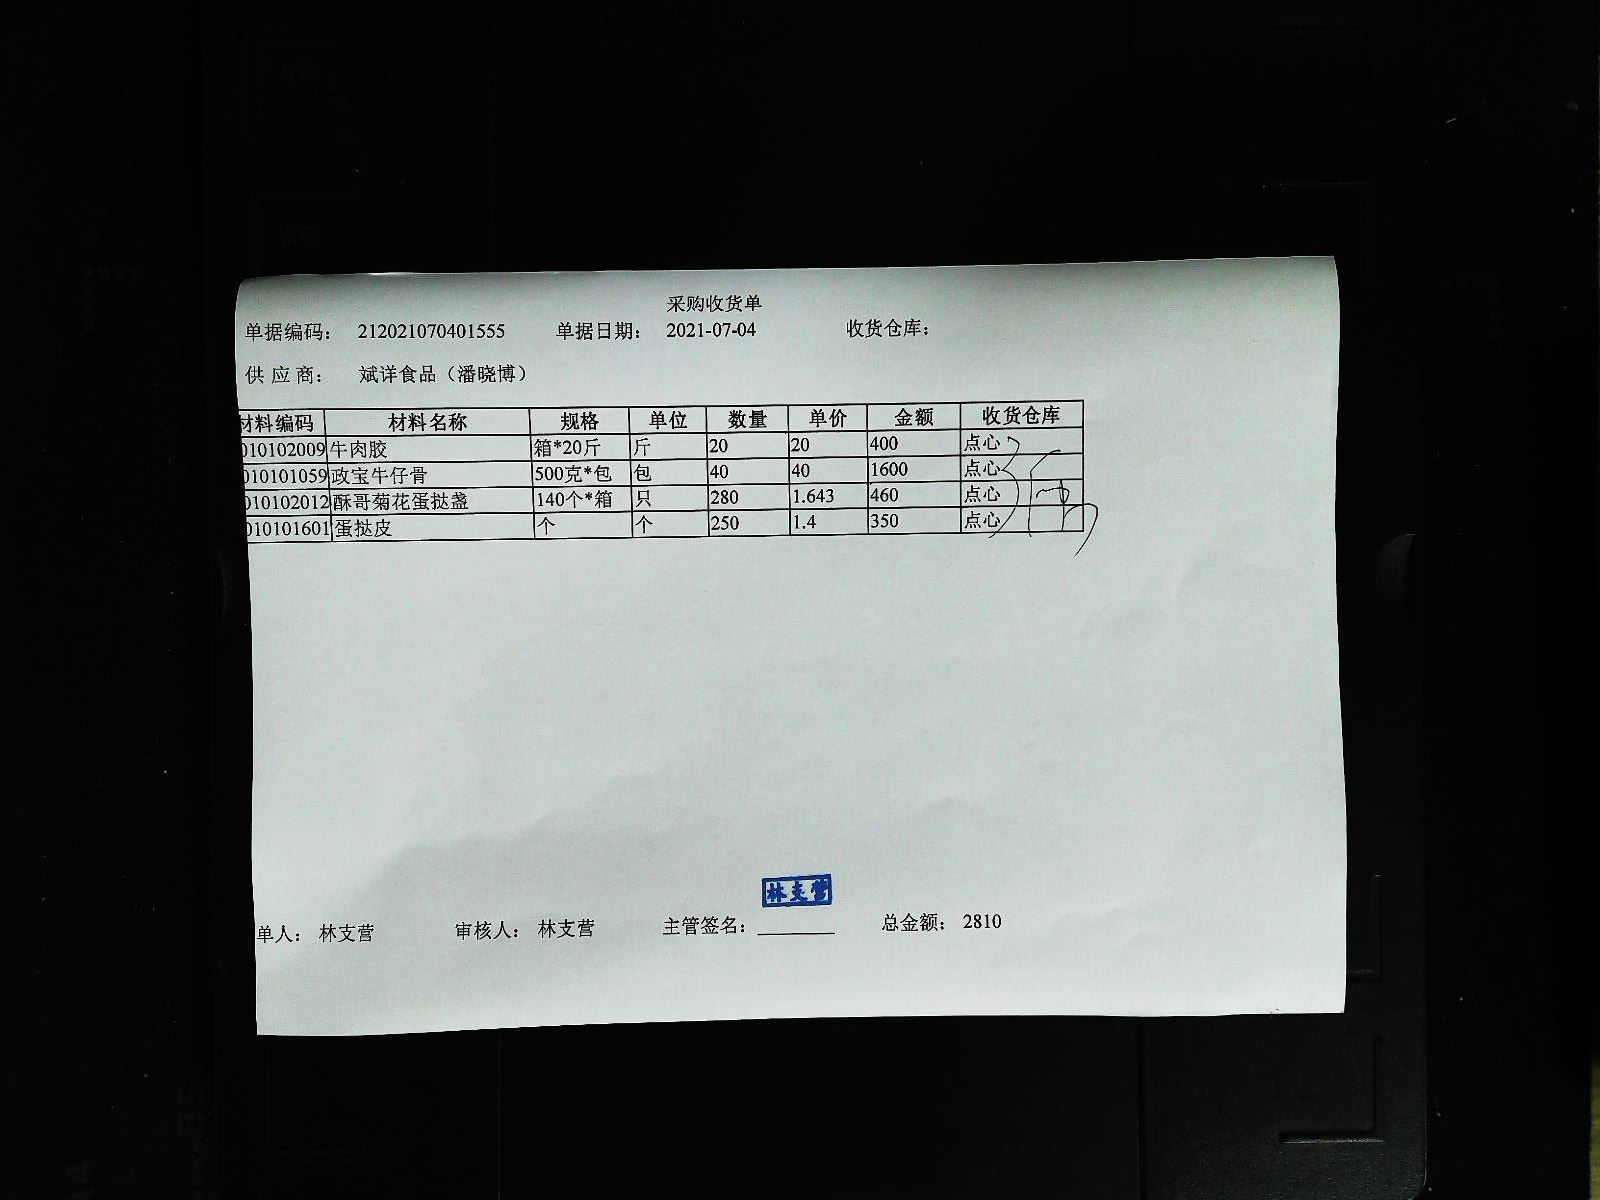 采购收货单
单据编码: 212021070401555 单据日期: 2021-07-04 收货仓库:
供 应 商: 斌洋食品（潘晓博）
材料编码 材料名称 规格 单位 数量 单价 金额 收货仓库
010102009 牛肉胶 箱*20斤 斤 20 20 400 点心
010101059 政宝牛仔骨 500克*包 包 40 40 1600 点心
010102012 酥哥菊花蛋挞盏 140个*箱 只 280 1.643 460 点心
010101601 蛋挞皮 个 个 250 1.4 350 点心
林支营
单人: 林支营 审核人: 林支营 主管签名: 总金额: 2810